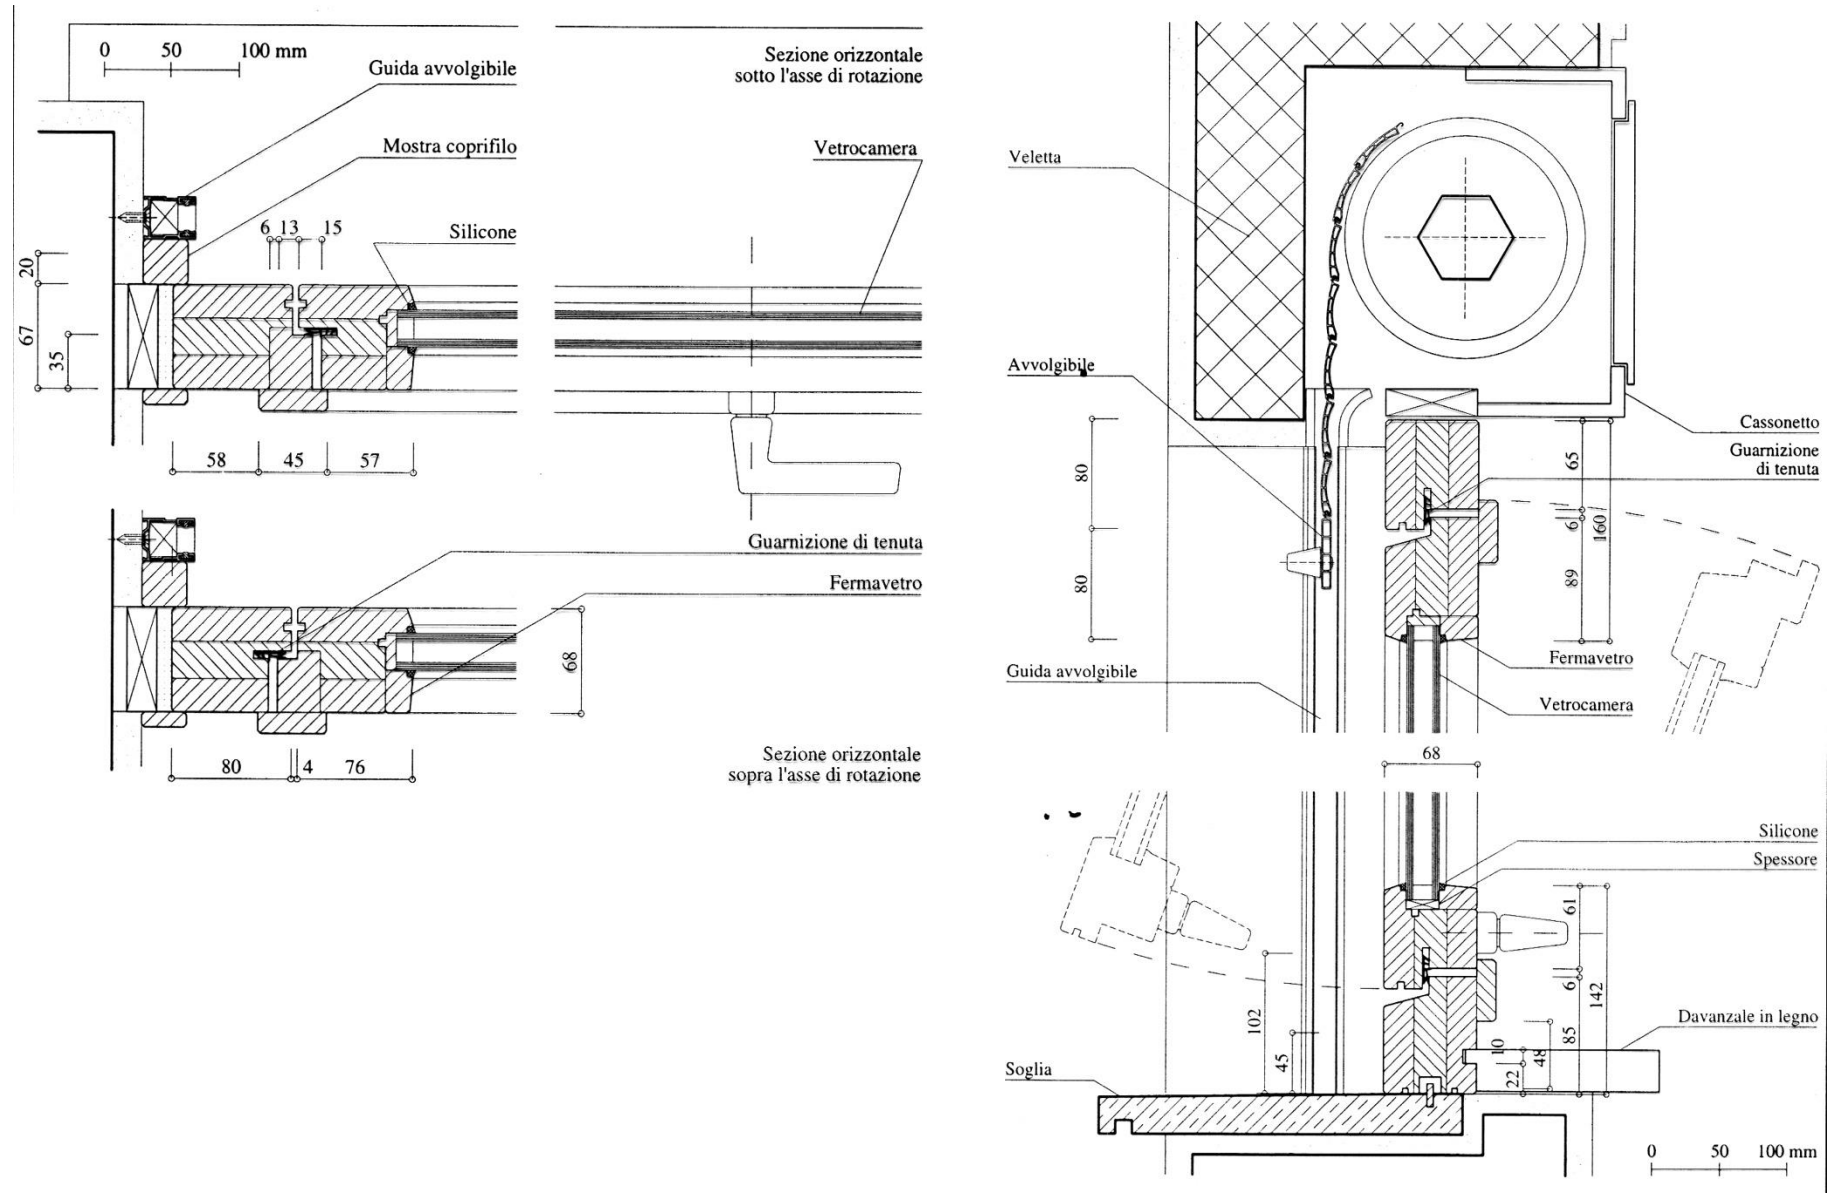 0 50 100 mm
Sezione orizzontale
sotto l'asse di rotazione
Guida avvolgibile
Mostra coprifilo
Vetrocamera
6 13 15
Silicone
20
67
35
58 45 57
Guarnizione di tenuta
Fermavetro
68
80 4 76
Sezione orizzontale
sopra l'asse di rotazione
Veletta
Avvolgibile
Cassonetto
Guarnizione
di tenuta
80
65
6
160
80
89
Fermavetro
Guida avvolgibile
Vetrocamera
68
Silicone
Spessore
61
6
142
102
Davanzale in legno
45
10
48
85
22
Soglia
0 50 100 mm